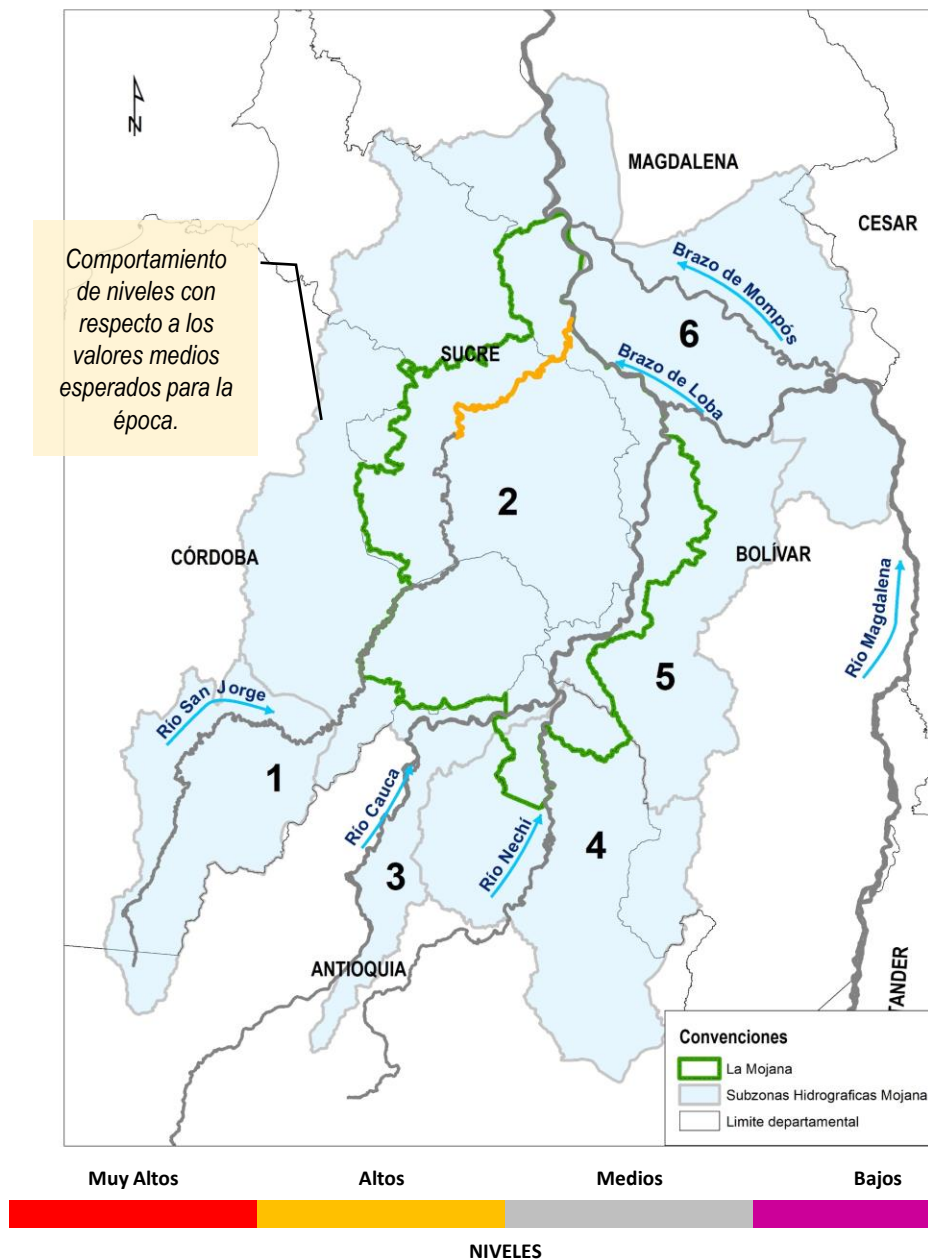 N
MAGDALENA
CESAR
Comportamiento
de niveles con
respecto a los
valores medios
esperados para la
época.
Brazo de Mompós
6
SUCRE
Brazo de Loba
2
CÓRDOBA
BOLÍVAR
Río Magdalena
Río San Jorge
5
1
Río Cauca
Río Nechí
4
3
ANTIOQUIA
TANDER
Convenciones
La Mojana
Subzonas Hidrograficas Mojana
Limite departamental
Muy Altos Altos Medios Bajos
NIVELES